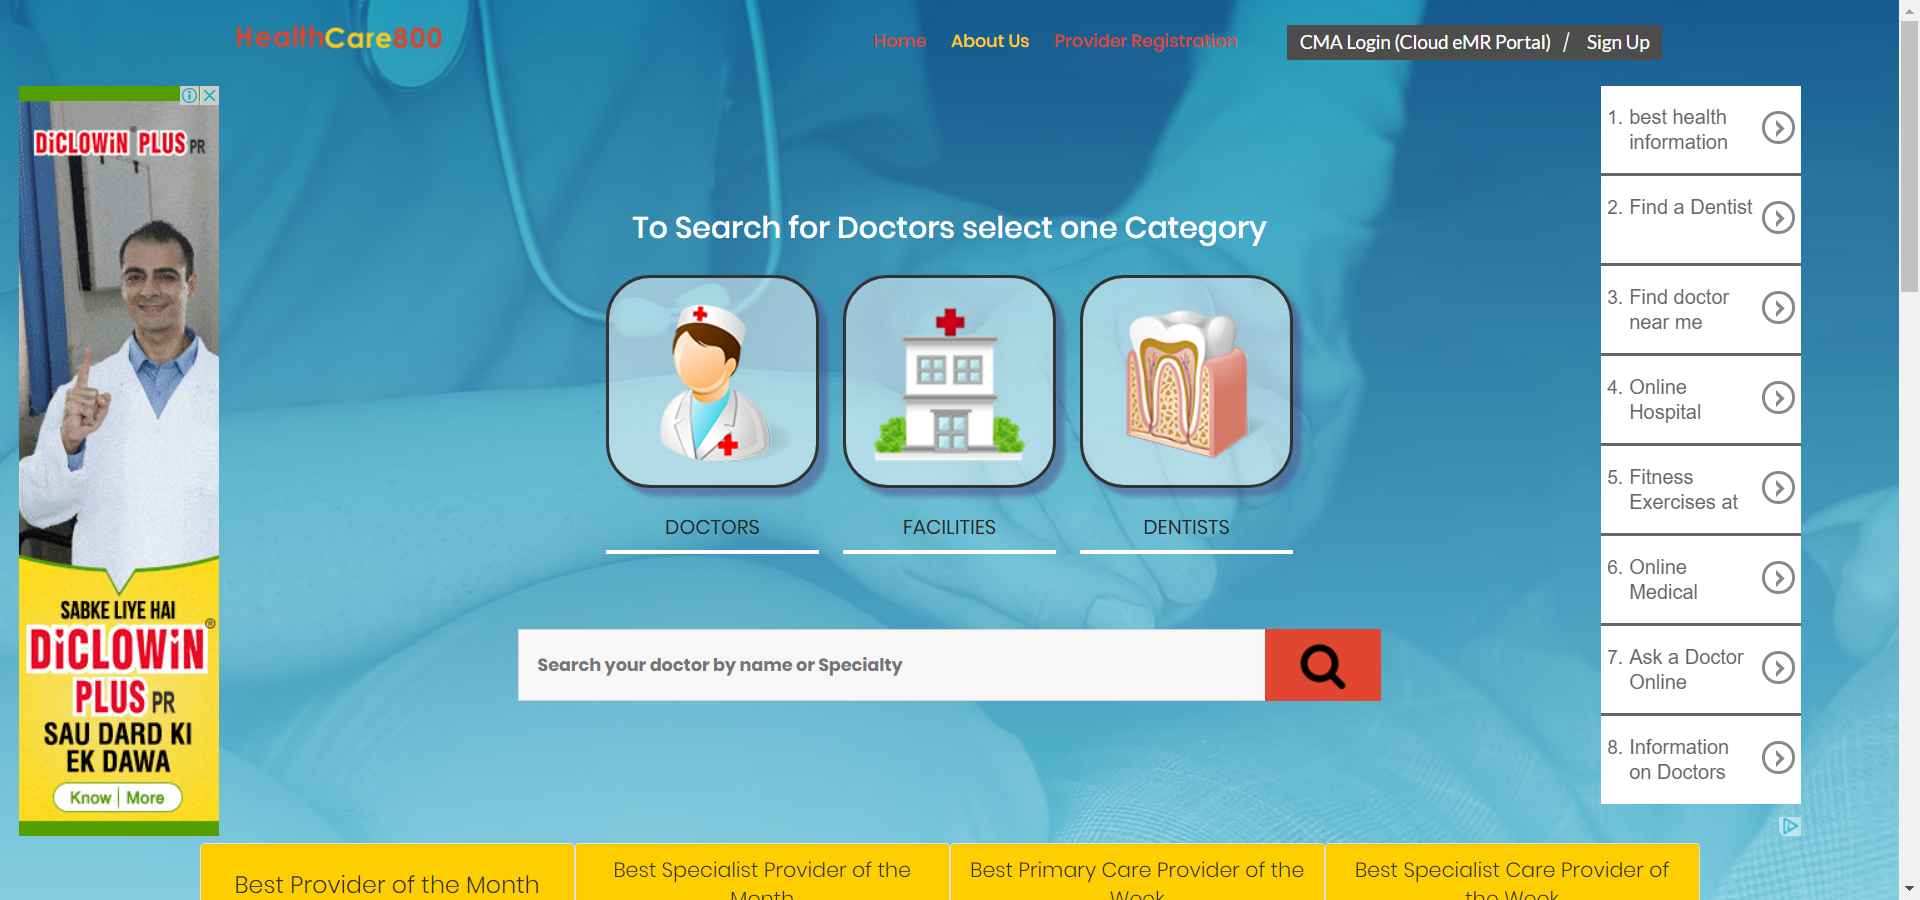 HealthCare800
Home About Us Provider Registration
CMA Login (Cloud eMR Portal) / Sign Up
DiCLOWiN® PLUS PR
SABKE LIYE HAI
DiCLOWiN®
PLUS PR
SAU DARD KI
EK DAWA
Know | More
To Search for Doctors select one Category
DOCTORS
FACILITIES
DENTISTS
Search your doctor by name or Specialty
1. best health
information
2. Find a Dentist
3. Find doctor
near me
4. Online
Hospital
5. Fitness
Exercises at
6. Online
Medical
7. Ask a Doctor
Online
8. Information
on Doctors
Best Provider of the Month
Best Specialist Provider of the
Month
Best Primary Care Provider of the
Week
Best Specialist Care Provider of
the Week